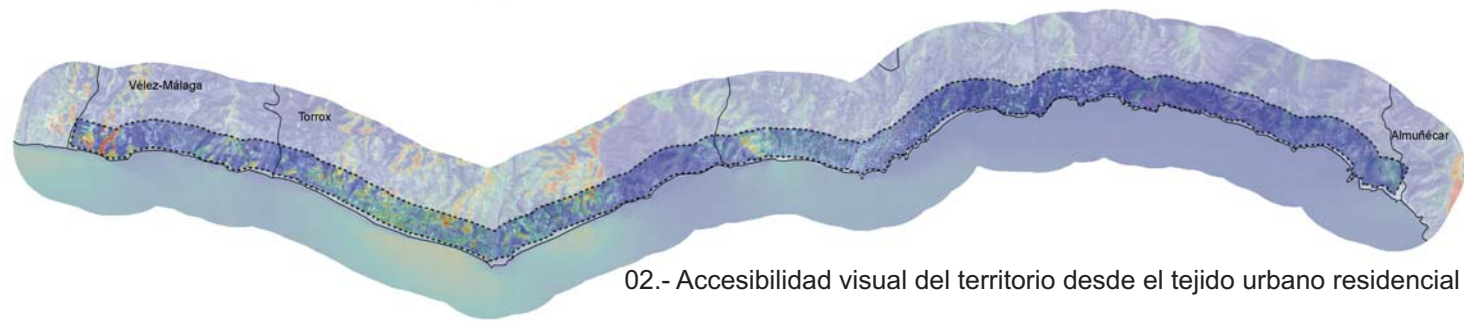 Vélez-Málaga
Torrox
Almuñécar
02.- Accesibilidad visual del territorio desde el tejido urbano residencial